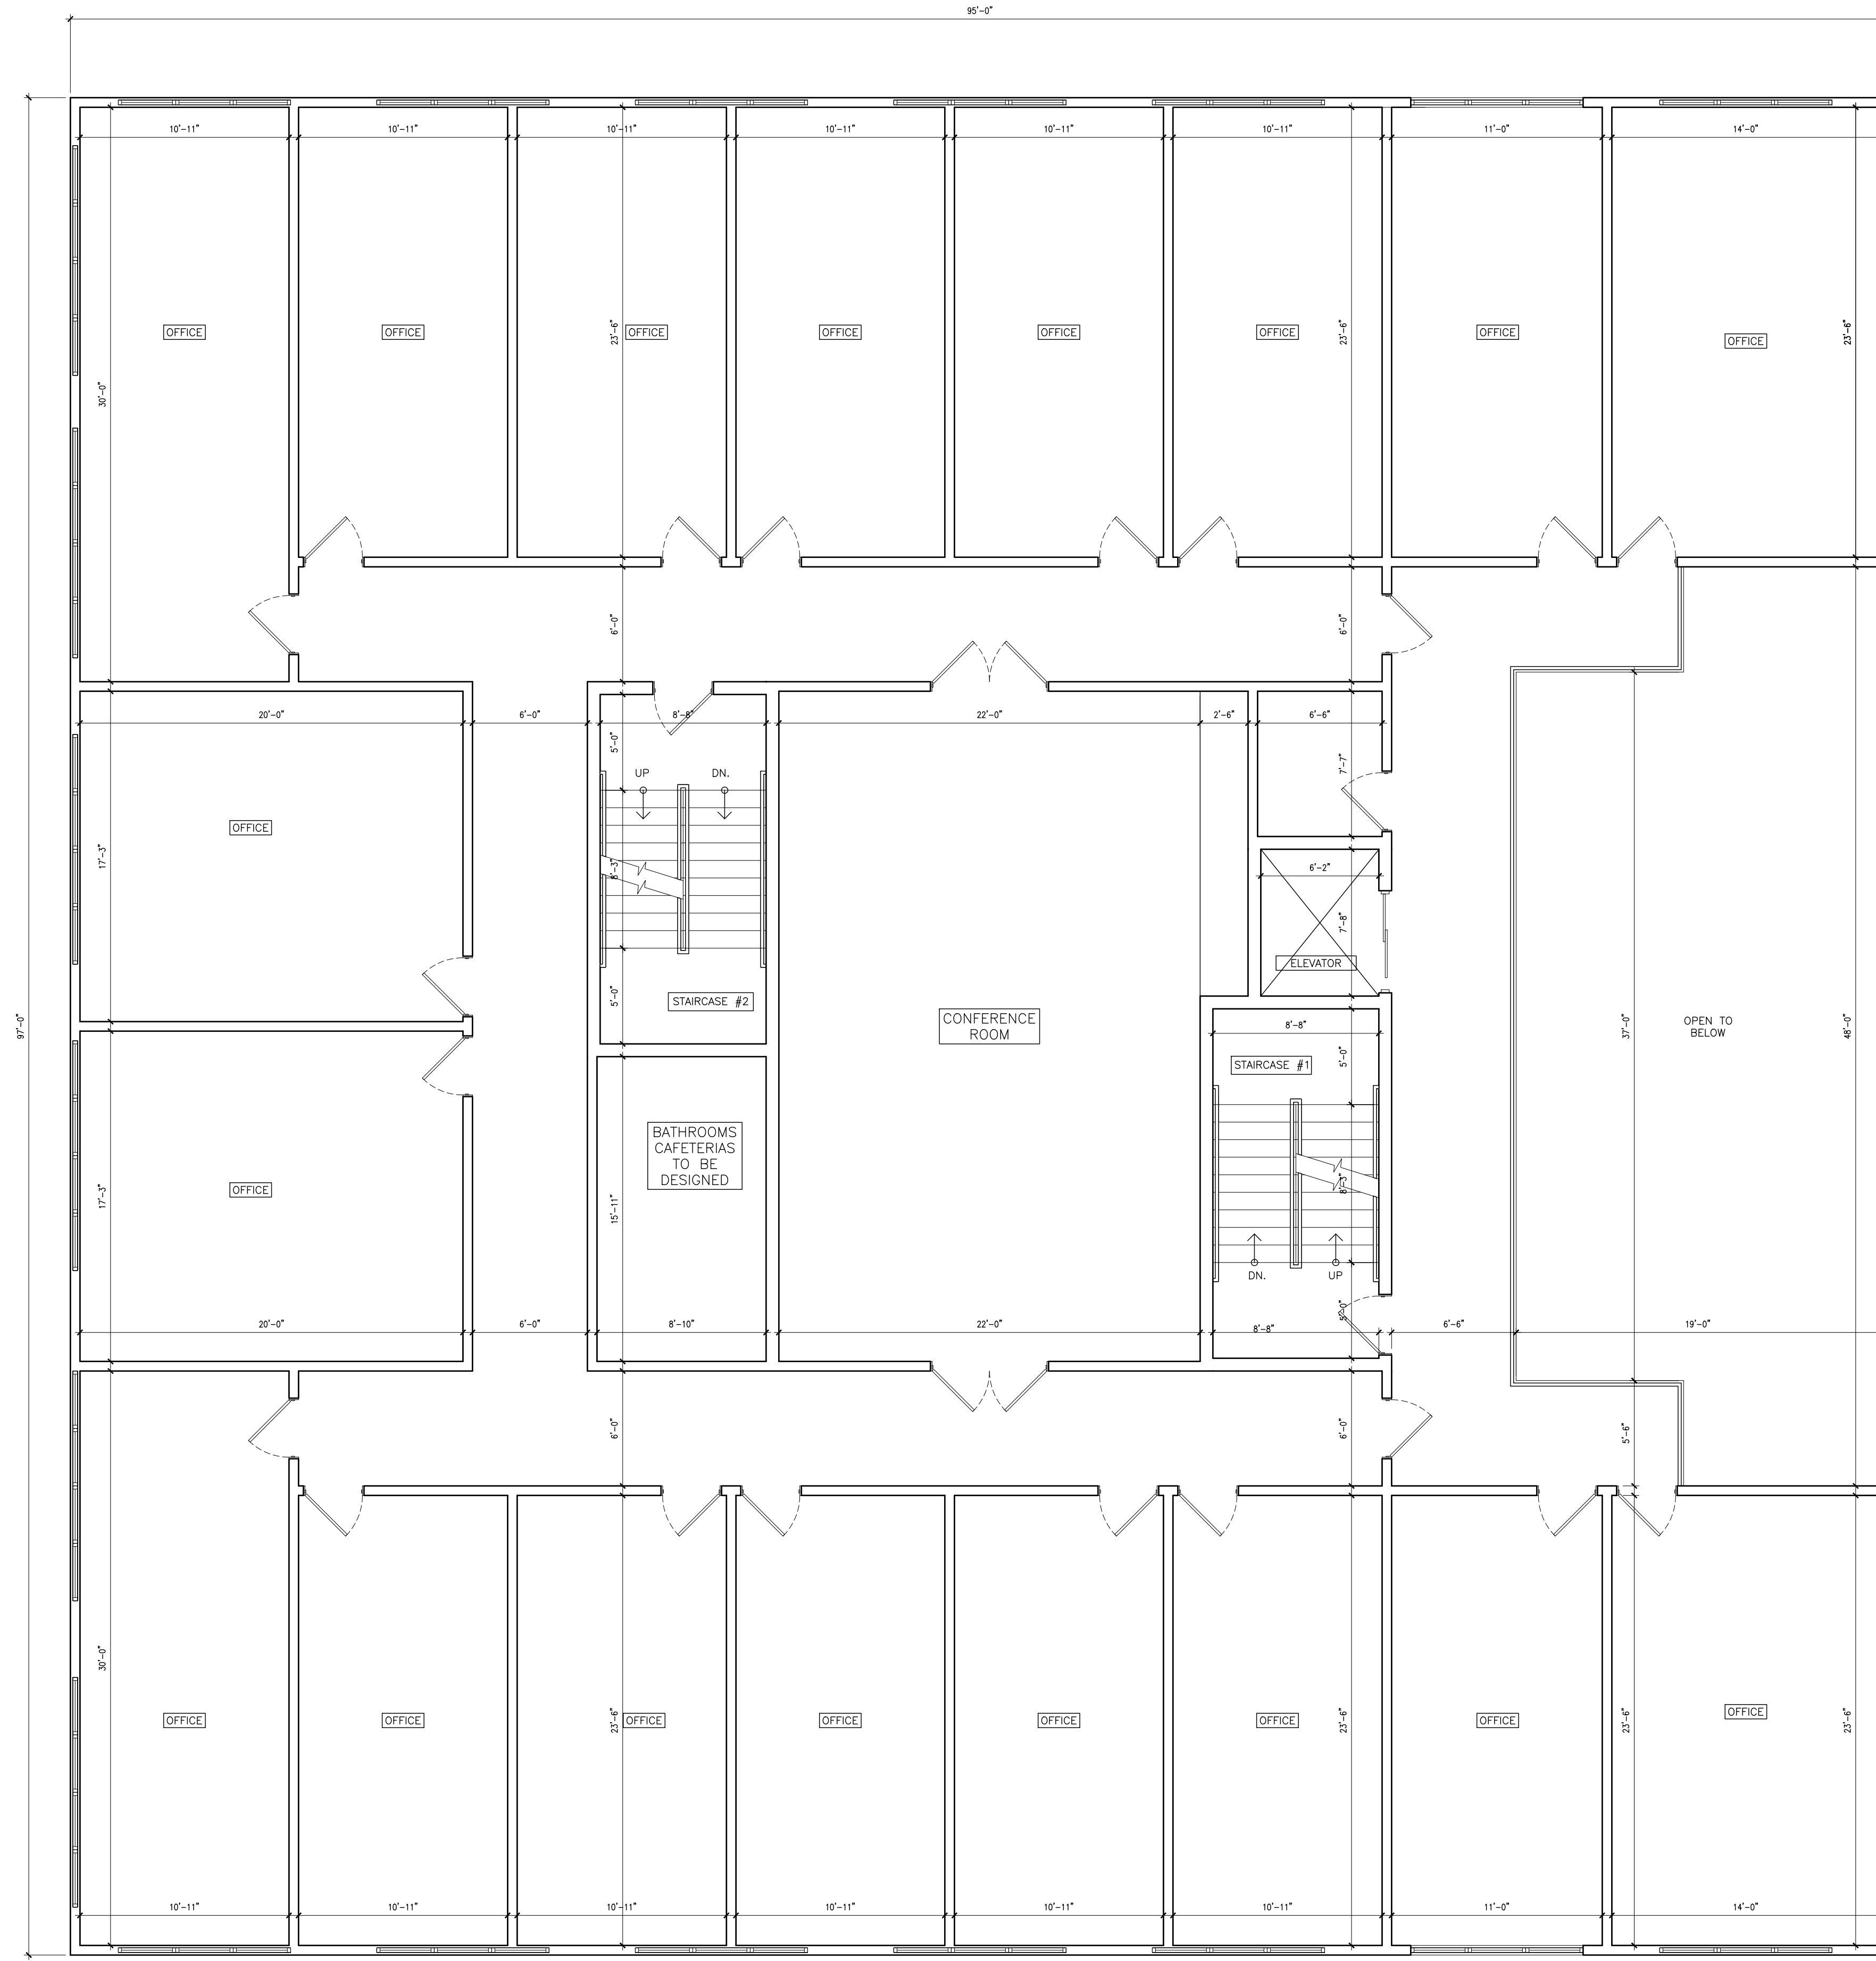 95'-0"
10'-11"
10'-11"
10'-11"
10'-11"
10'-11"
10'-11"
11'-0"
14'-0"
OFFICE
OFFICE
23'-6"
OFFICE
OFFICE
OFFICE
OFFICE
23'-6"
OFFICE
OFFICE
23'-6"
30'-0"
6'-0"
6'-0"
20'-0"
6'-0"
8'-8"
22'-0"
2'-6"
6'-6"
5'-0"
UP
DN.
7'-7"
OFFICE
17'-3"
8'-3"
6'-2"
7'-8"
ELEVATOR
5'-0"
STAIRCASE #2
97'-0"
CONFERENCE
ROOM
8'-8"
STAIRCASE #1
5'-0"
37'-0"
OPEN TO
BELOW
48'-0"
BATHROOMS
CAFETERIAS
TO BE
DESIGNED
17'-3"
OFFICE
15'-11"
8'-3"
DN.
UP
5'-0"
20'-0"
6'-0"
8'-10"
22'-0"
8'-8"
6'-6"
19'-0"
6'-0"
6'-0"
5'-6"
30'-0"
OFFICE
OFFICE
23'-6"
OFFICE
OFFICE
OFFICE
OFFICE
23'-6"
OFFICE
23'-6"
OFFICE
23'-6"
10'-11"
10'-11"
10'-11"
10'-11"
10'-11"
10'-11"
11'-0"
14'-0"